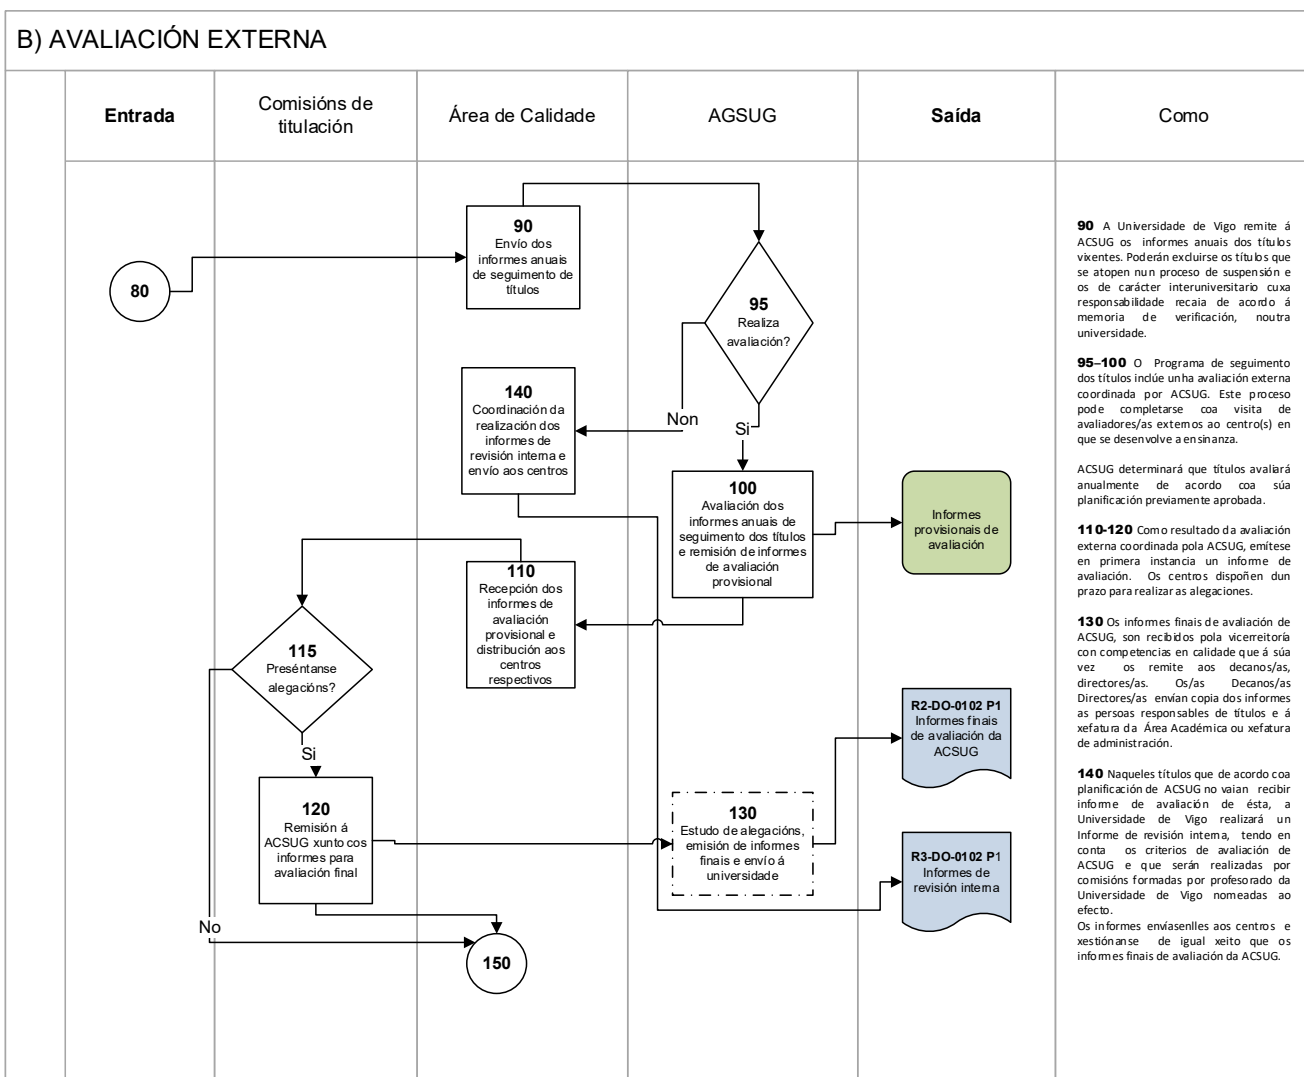 B) AVALIACIÓN EXTERNA
Entrada
Comisións de
titulación
Área de Calidade
AGSUG
Saída
Como
80
90
Envío dos
informes anuais
de seguimento de
títulos
95
Realiza
avaliación?
Non
Si
140
Coordinación da
realización dos
informes de
revisión interna e
envío aos centros
100
Avaliación dos
informes anuais de
seguimento dos títulos
e remisión de informes
de avaliación
provisional
Informes
provisionais de
avaliación
110
Recepción dos
informes de
avaliación
provisional e
distribución aos
centros
respectivos
115
Preséntanse
alegacións?
Si
No
120
Remisión á
ACSUG xunto cos
informes para
avaliación final
130
Estudo de alegacións,
emisión de informes
finais e envío á
universidade
R2-DO-0102 P1
Informes finais
de avaliación da
ACSUG
R3-DO-0102 P1
Informes de
revisión interna
150
90 A Universidade de Vigo remite á
ACSUG os informes anuais dos títulos
vixentes. Poderán excluirse os títulos que
se atopen nun proceso de suspensión e
os de carácter interuniversitario cuxa
responsabilidade recaia de acordo á
memoria de verificación, noutra
universidade.
95–100 O Programa de seguimento
dos títulos inclúe unha avaliación externa
coordinada por ACSUG. Este proceso
pode completarse coa visita de
avaliadores/as externos ao centro(s) en
que se desenvolve a ensinanza.
ACSUG determinará que títulos avaliará
anualmente de acordo coa súa
planificación previamente aprobada.
110-120 Como resultado da avaliación
externa coordinada pola ACSUG, emítese
en primera instancia un informe de
avaliación. Os centros dispoñen dun
prazo para realizar as alegaciones.
130 Os informes finais de avaliación de
ACSUG, son recibidos pola vicerreitoría
con competencias en calidade que á súa
vez os remite aos decanos/as,
directores/as. Os/as Decanos/as
Directores/as envían copia dos informes
as persoas responsables de títulos e á
xefatura da Área Académica ou xefatura
de administración.
140 Naqueles títulos que de acordo coa
planificación de ACSUG no vaian recibir
informe de avaliación de ésta, a
Universidade de Vigo realizará un
Informe de revisión interna, tendo en
conta os criterios de avaliación de
ACSUG e que serán realizadas por
comisións formadas por profesorado da
Universidade de Vigo nomeadas ao
efecto.
Os informes envíasenlles aos centros e
xestiónanse de igual xeito que os
informes finais de avaliación da ACSUG.